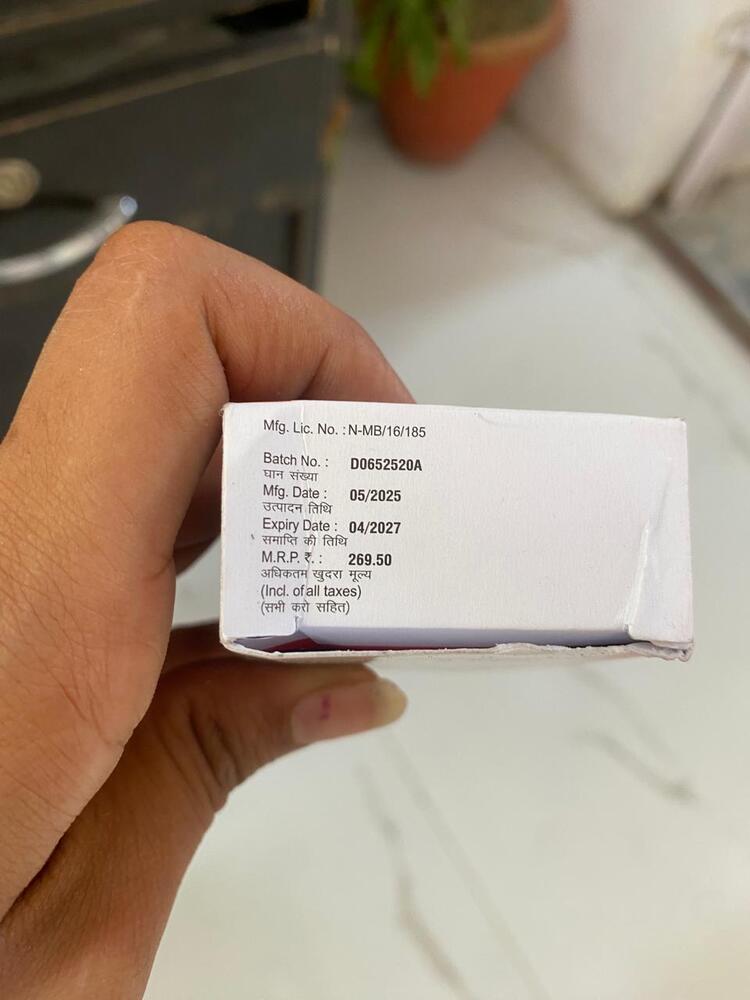 Mfg. Lic. No. : N-MB/16/185
Batch No. : D0652520A
घान संख्या
Mfg. Date : 05/2025
उत्पादन तिथि
Expiry Date : 04/2027
समाप्ति की तिथि
M.R.P. ₹. : 269.50
अधिकतम खुदरा मूल्य
(Incl. of all taxes)
(सभी करो सहित)